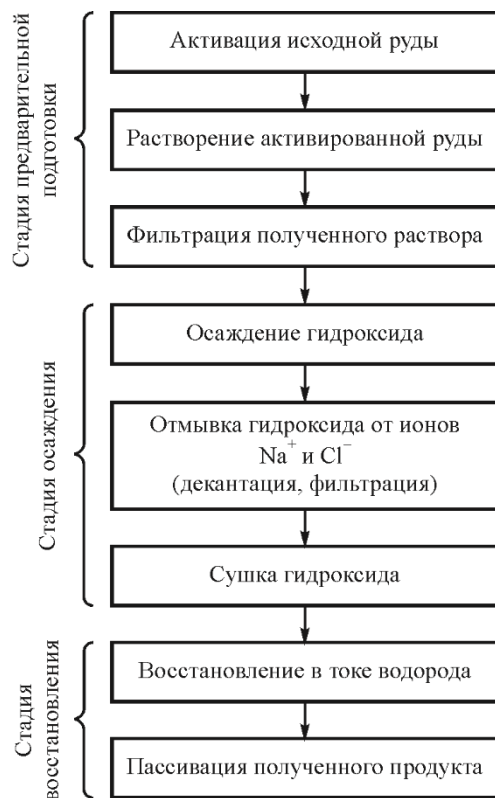 Стадия предварительной
подготовки
Активация исходной руды
Растворение активированной руды
Фильтрация полученного раствора
Стадия осаждения
Осаждение гидроксида
Отмывка гидроксида от ионов
Na⁺ и Cl⁻
(декантация, фильтрация)
Сушка гидроксида
Стадия
восстановления
Восстановление в токе водорода
Пассивация полученного продукта